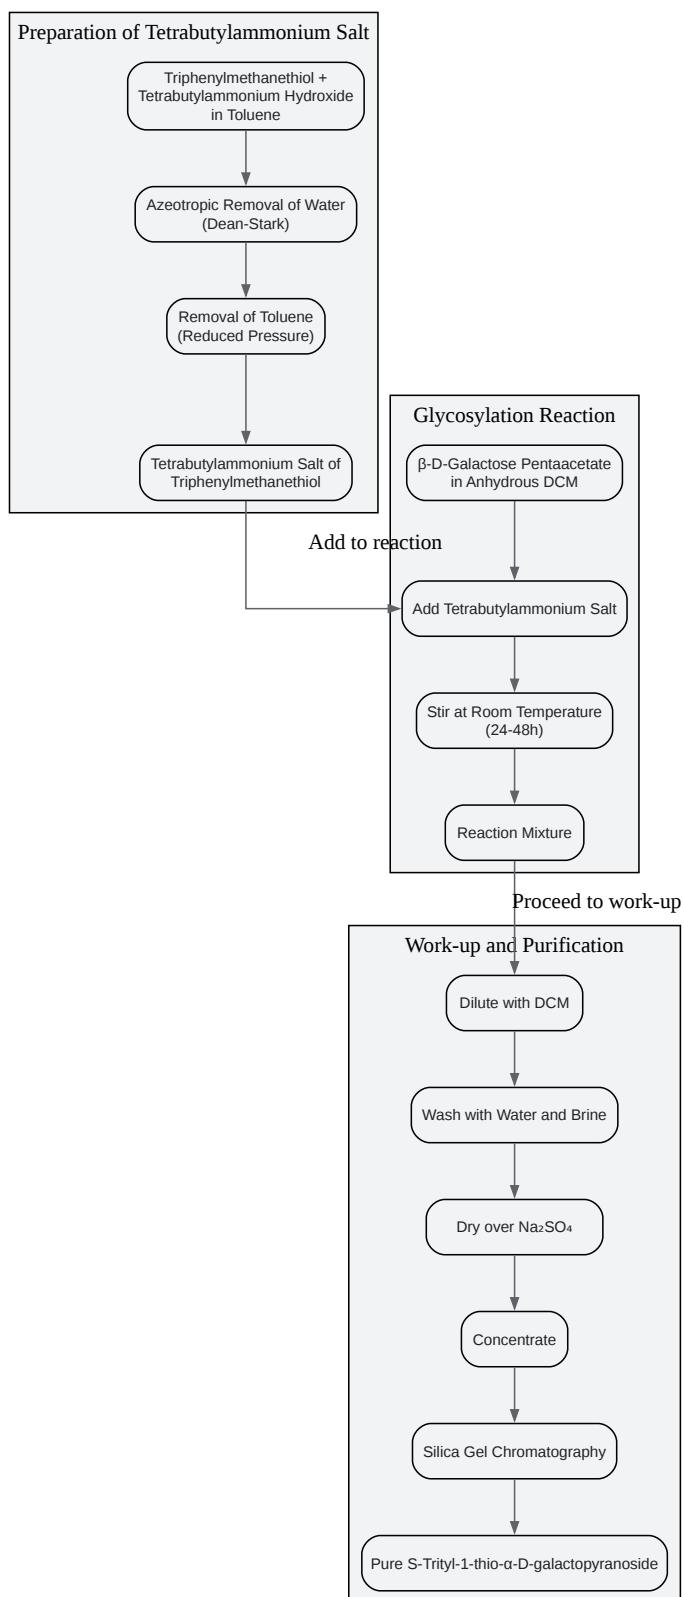 Preparation of Tetrabutylammonium Salt
Triphenylmethanethiol +
Tetrabutylammonium Hydroxide
in Toluene
Azeotropic Removal of Water
(Dean-Stark)
Removal of Toluene
(Reduced Pressure)
Tetrabutylammonium Salt of
Triphenylmethanethiol
Add to reaction
Glycosylation Reaction
β-D-Galactose Pentaacetate
in Anhydrous DCM
Add Tetrabutylammonium Salt
Stir at Room Temperature
(24-48h)
Reaction Mixture
Proceed to work-up
Work-up and Purification
Dilute with DCM
Wash with Water and Brine
Dry over Na₂SO₄
Concentrate
Silica Gel Chromatography
Pure S-Trityl-1-thio-α-D-galactopyranoside